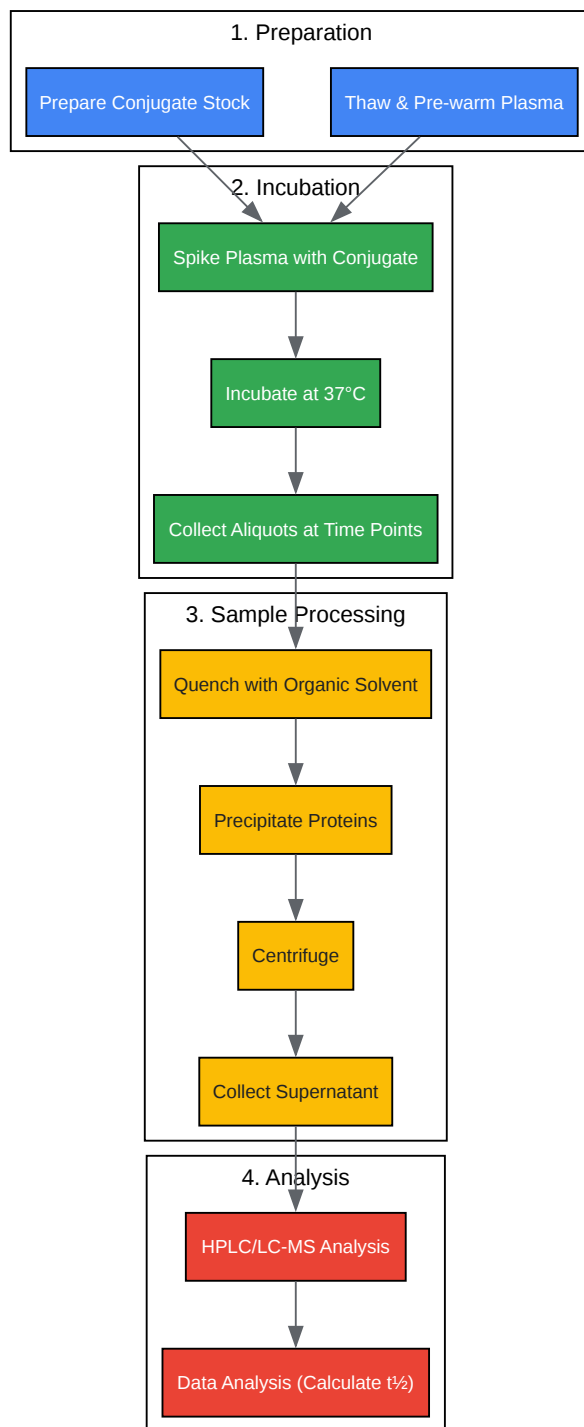 1. Preparation
Prepare Conjugate Stock
Thaw & Pre-warm Plasma
2. Incubation
Spike Plasma with Conjugate
Incubate at 37°C
Collect Aliquots at Time Points
3. Sample Processing
Quench with Organic Solvent
Precipitate Proteins
Centrifuge
Collect Supernatant
4. Analysis
HPLC/LC-MS Analysis
Data Analysis (Calculate t½)